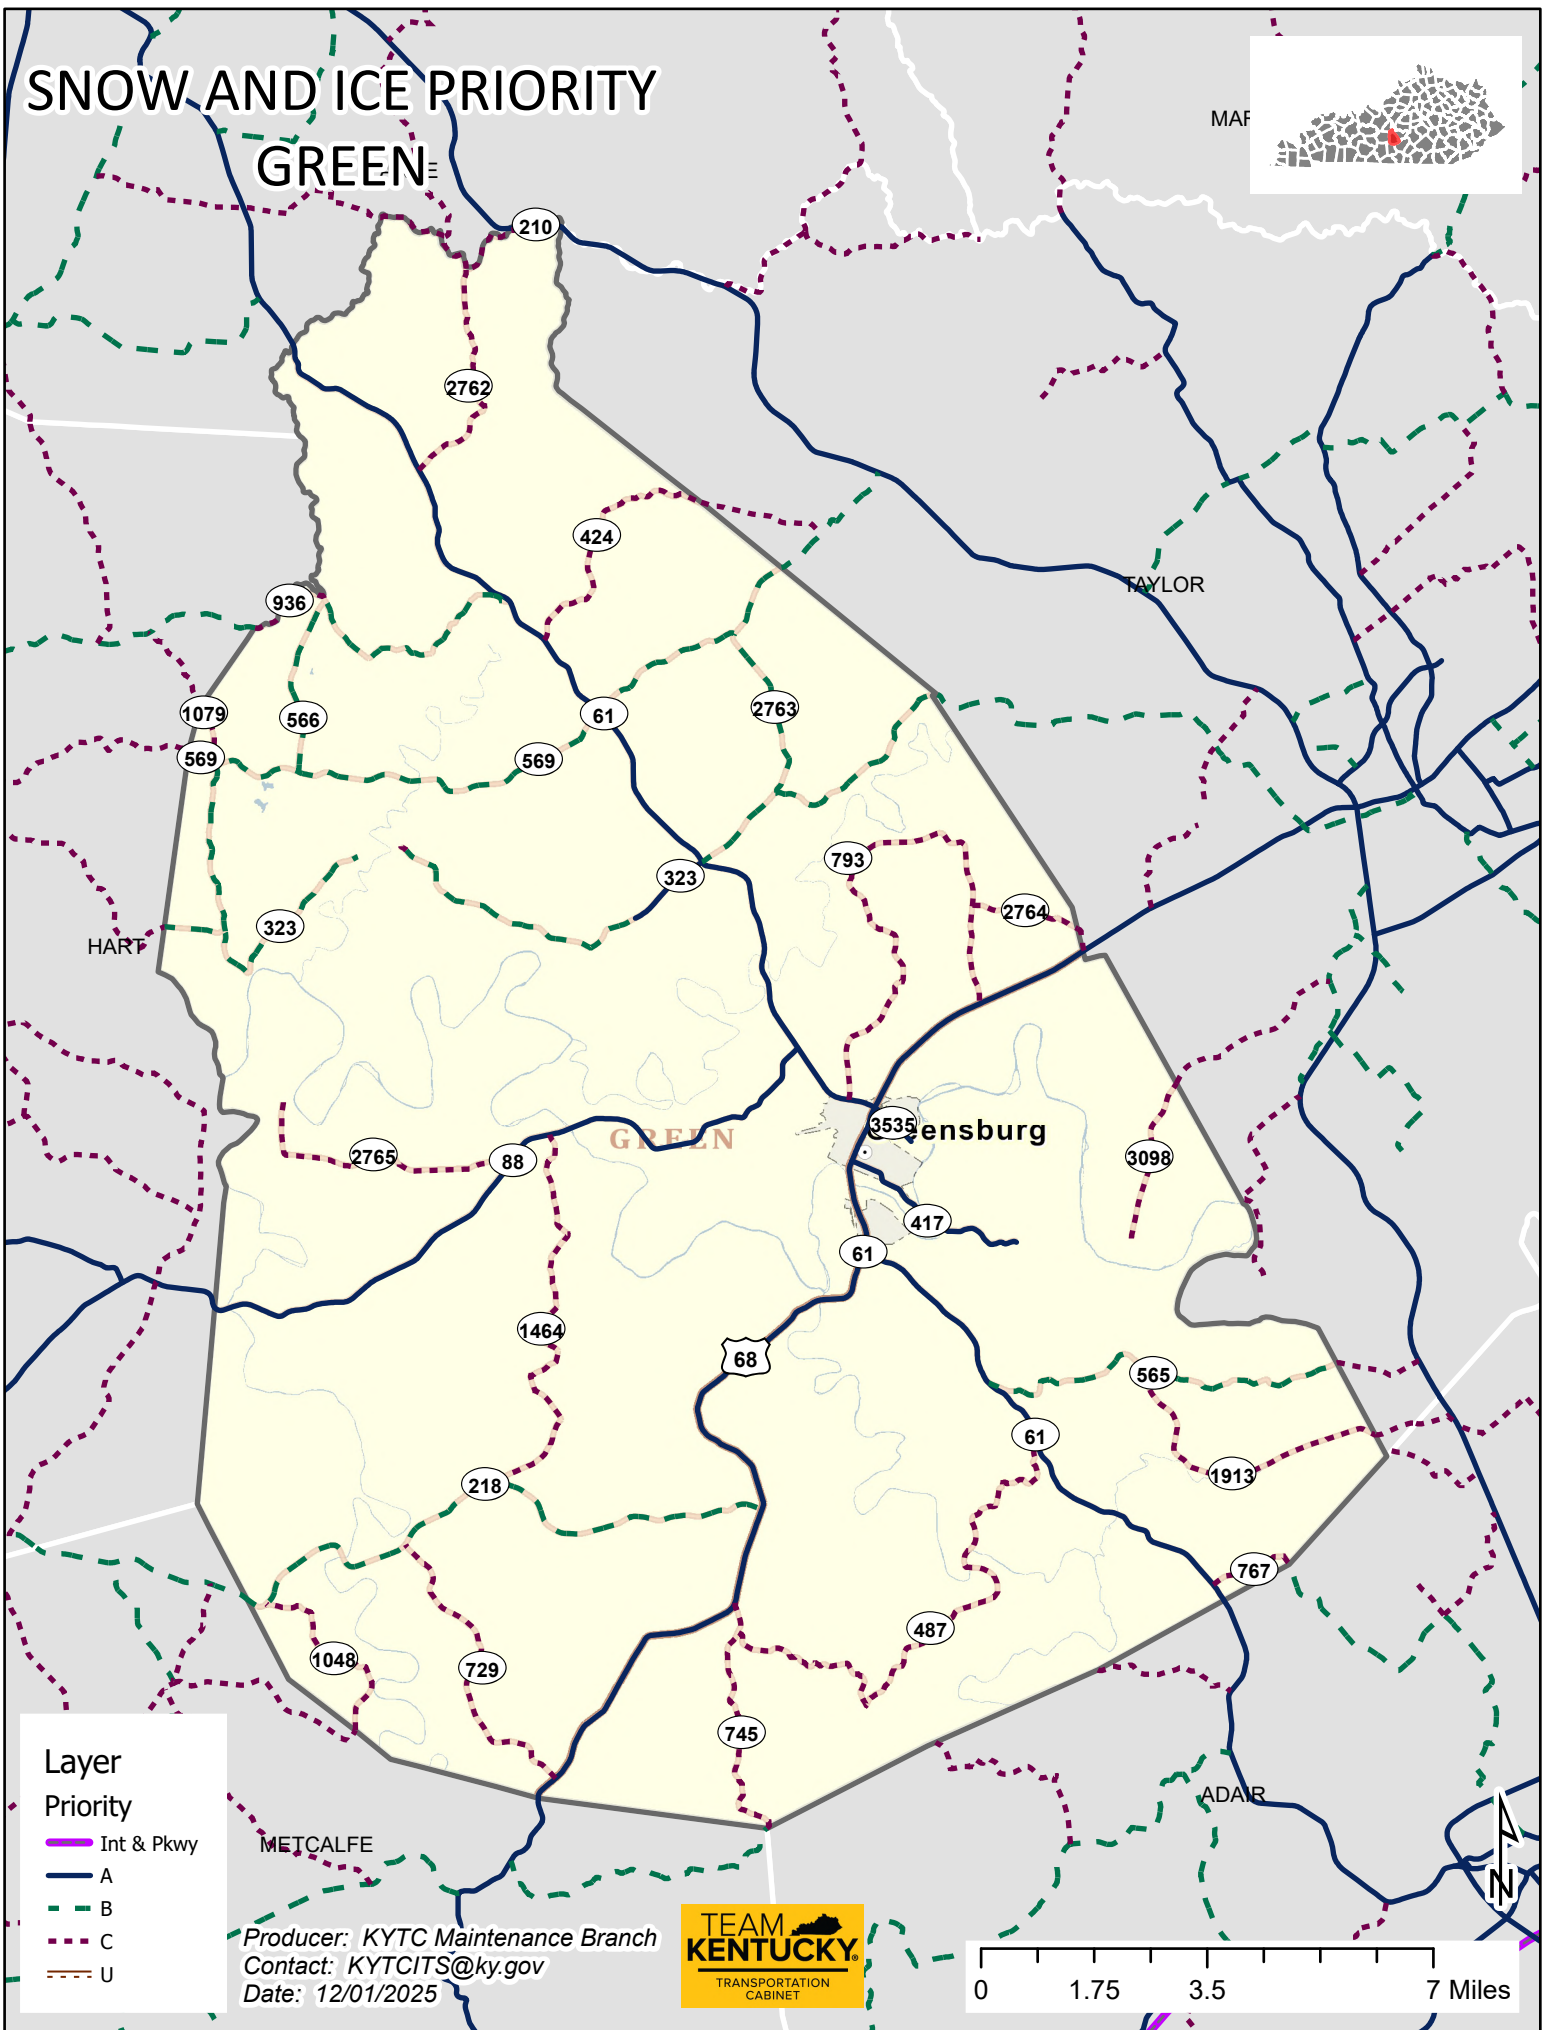 SNOW AND ICE PRIORITY
GREEN
210
2762
424
936
TAYLOR
1079
566
61
2763
569
569
323
793
323
2764
HART
3535
GREEN
2765
88
3098
417
61
1464
68
565
61
218
1913
767
487
1048
729
745
ADAIR
METCALFE
Layer
Priority
Int & Pkwy
A
B
C
U
Producer: KYTC Maintenance Branch
Contact: KYTCITS@ky.gov
Date: 12/01/2025
TEAM
KENTUCKY
TRANSPORTATION
CABINET
N
0 1.75 3.5 7 Miles